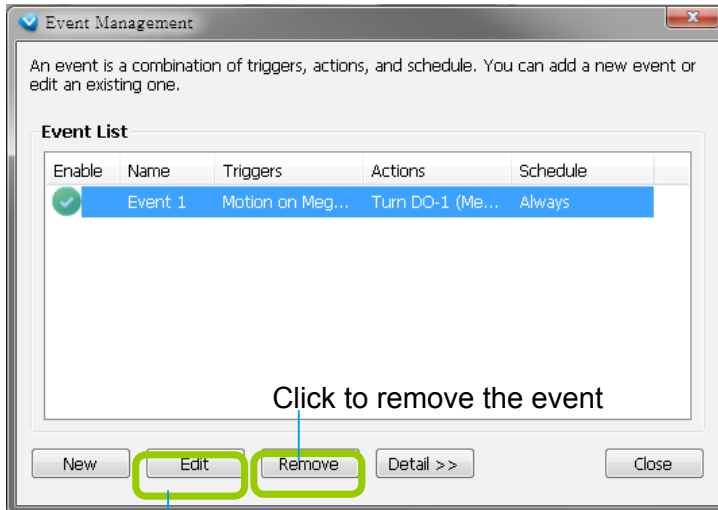 Event Management
An event is a combination of triggers, actions, and schedule. You can add a new event or
edit an existing one.
Event List
Enable Name Triggers Actions Schedule
Event 1 Motion on Meg... Turn DO-1 (Me... Always
Click to remove the event
New Edit Remove Detail >> Close